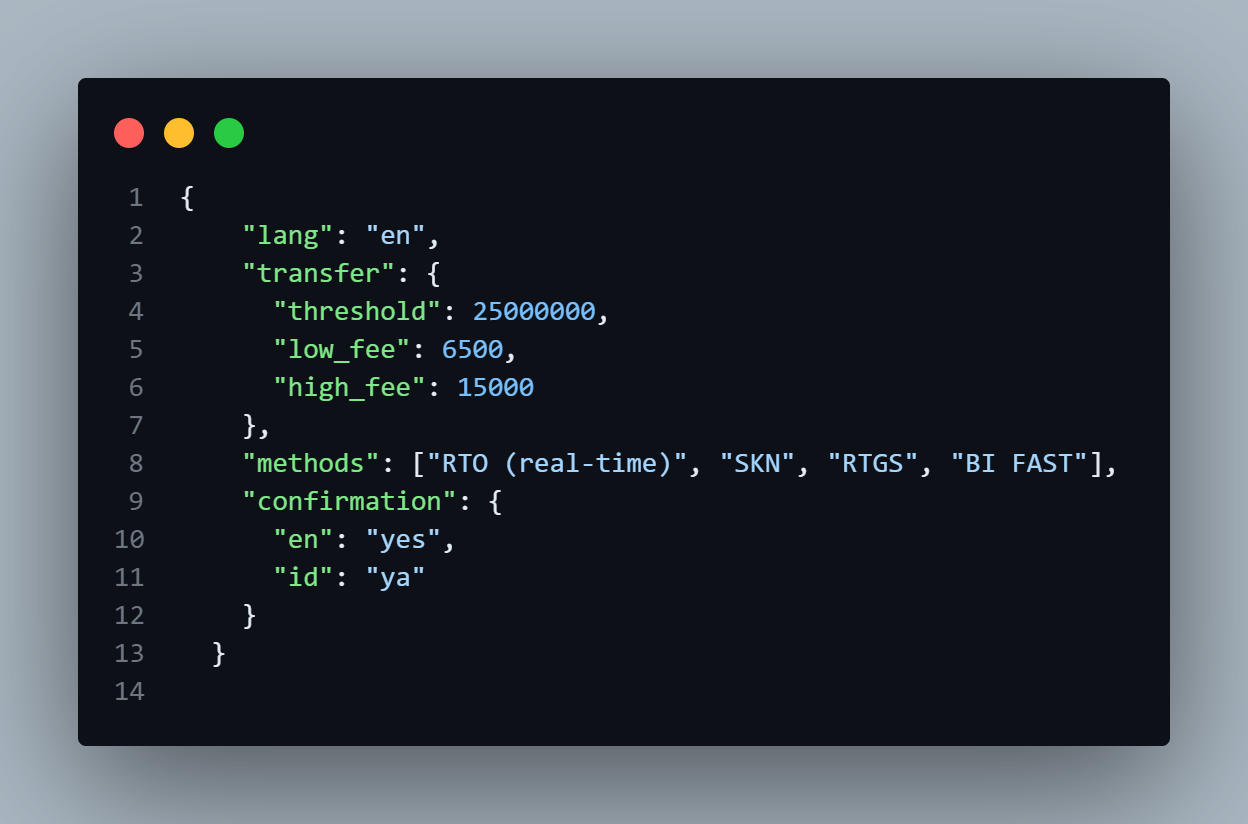 1 {
2     "lang": "en",
3     "transfer": {
4       "threshold": 25000000,
5       "low_fee": 6500,
6       "high_fee": 15000
7     },
8     "methods": ["RTO (real-time)", "SKN", "RTGS", "BI FAST"],
9     "confirmation": {
10       "en": "yes",
11       "id": "ya"
12     }
13   }
14